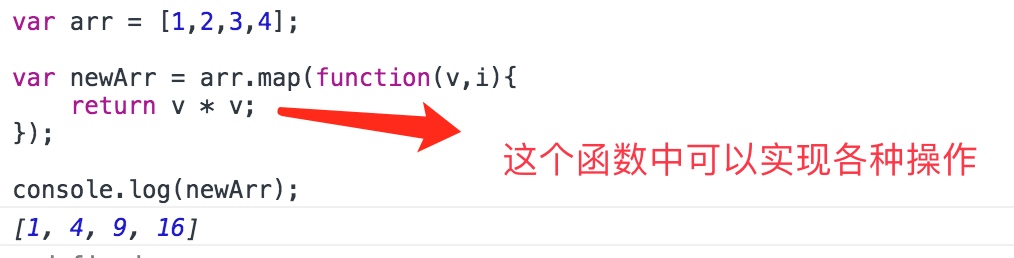 var arr = [1,2,3,4];
var newArr = arr.map(function(v,i){
return v * v;
});
这个函数中可以实现各种操作
console.log(newArr);
[1, 4, 9, 16]